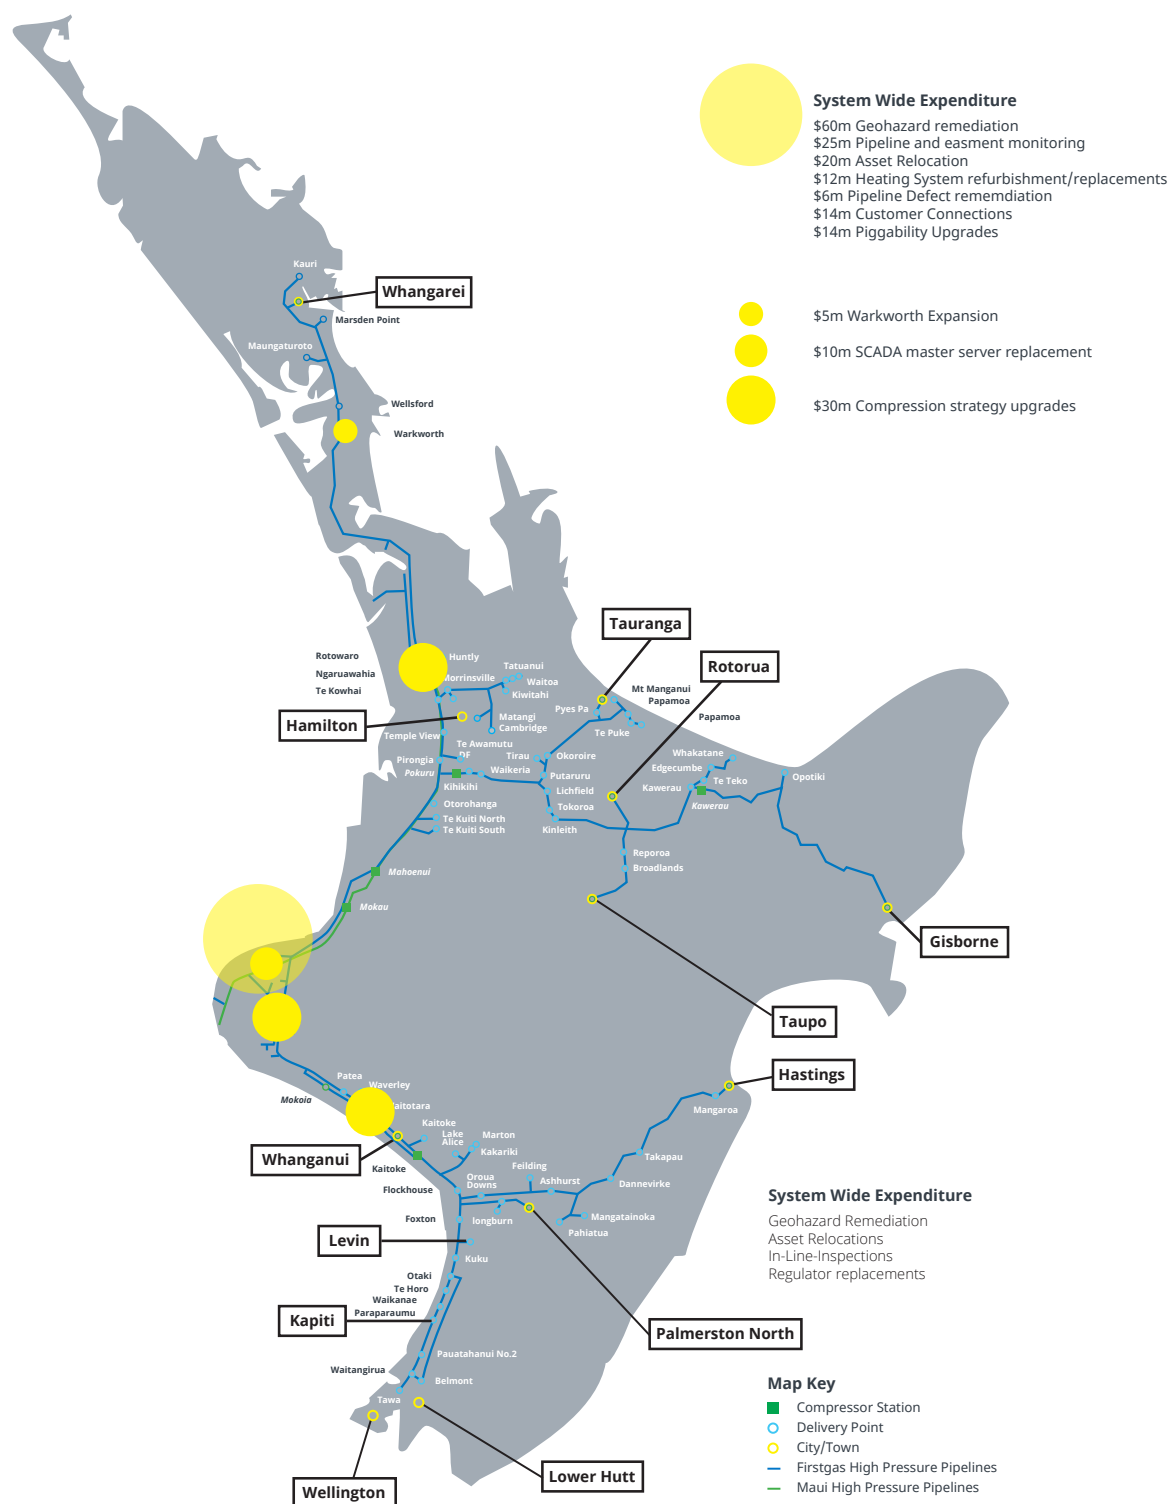 System Wide Expenditure
$60m Geohazard remediation
$25m Pipeline and easment monitoring
$20m Asset Relocation
$12m Heating System refurbishment/replacements
$6m Pipeline Defect rememdiation
$14m Customer Connections
$14m Piggability Upgrades
$5m Warkworth Expansion
$10m SCADA master server replacement
$30m Compression strategy upgrades
Kauri
Whangarei
Marsden Point
Maungaturoto
Wellsford
Warkworth
Tauranga
Rotorua
Rotowaro
Huntly
Ngaruawahia
Te Kowhai
Morrinsville
Tatuanui
Waitoa
Kiwitahi
Hamilton
Matangi
Cambridge
Mt Manganui
Papamoa
Pyes Pa
Papamoa
Te Puke
Temple View
Te Awamutu
DF
Pirongia
Pokuru
Kihikihi
Waikeria
Tirau
Okoroire
Putaruru
Lichfield
Tokoroa
Kinleith
Whakatane
Edgecumbe
Te Teko
Kawerau
Kawerau
Opotiki
Otorohanga
Te Kuiti North
Te Kuiti South
Reporoa
Broadlands
Mahoenui
Mokau
Gisborne
Taupo
Hastings
Mangaroa
Patea
Waverley
Mokoia
aitotara
Kaitoke
Lake
Alice
Marton
Kakariki
Whanganui
Kaitoke
Takapau
Feilding
Flockhouse
Oroua
Downs
Ashhurst
Dannevirke
Foxton
longburn
Mangatainoka
Pahiatua
Levin
Kuku
Otaki
Te Horo
Waikanae
Paraparaumu
Kapiti
Palmerston North
Pauatahanui No.2
Waitangirua
Belmont
Tawa
Lower Hutt
Wellington
System Wide Expenditure
Geohazard Remediation
Asset Relocations
In-Line-Inspections
Regulator replacements
Map Key
Compressor Station
Delivery Point
City/Town
Firstgas High Pressure Pipelines
Maui High Pressure Pipelines